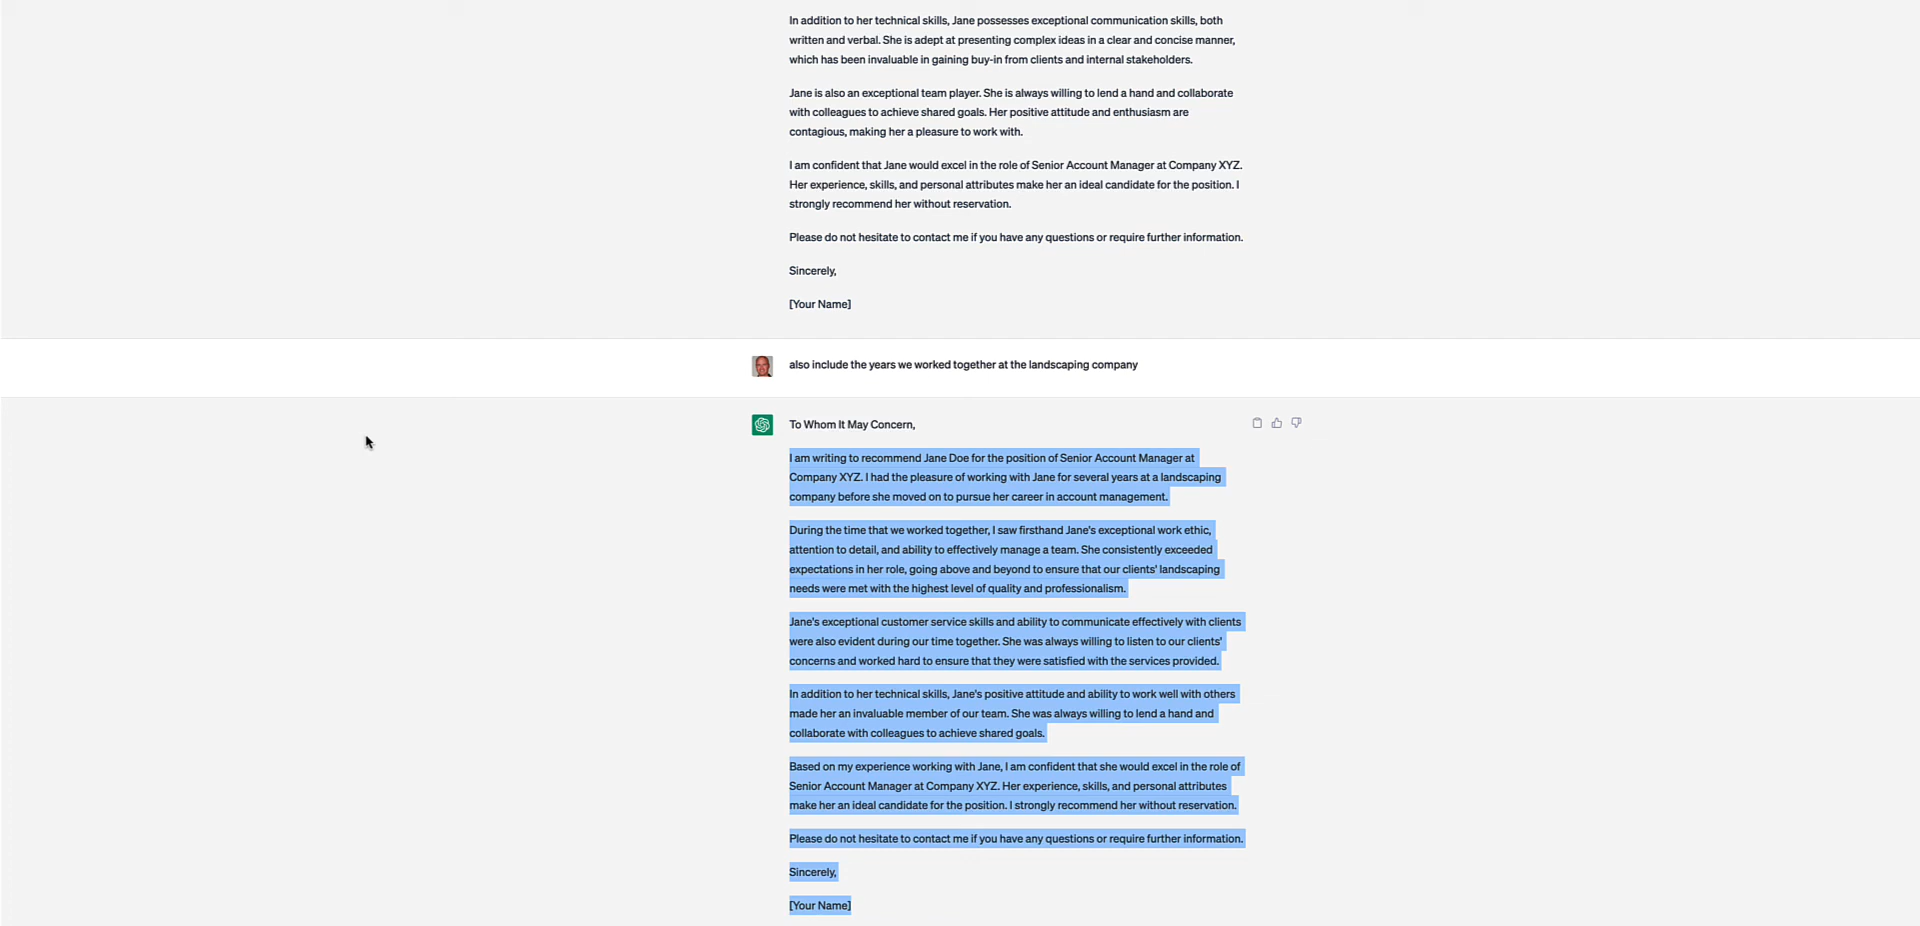 In addition to her technical skills, Jane possesses exceptional communication skills, both
written and verbal. She is adept at presenting complex ideas in a clear and concise manner,
which has been invaluable in gaining buy-in from clients and internal stakeholders.
Jane is also an exceptional team player. She is always willing to lend a hand and collaborate
with colleagues to achieve shared goals. Her positive attitude and enthusiasm are
contagious, making her a pleasure to work with.
I am confident that Jane would excel in the role of Senior Account Manager at Company XYZ.
Her experience, skills, and personal attributes make her an ideal candidate for the position. I
strongly recommend her without reservation.
Please do not hesitate to contact me if you have any questions or require further information.
Sincerely,
[Your Name]
also include the years we worked together at the landscaping company
To Whom It May Concern,
I am writing to recommend Jane Doe for the position of Senior Account Manager at
Company XYZ. I had the pleasure of working with Jane for several years at a landscaping
company before she moved on to pursue her career in account management.
During the time that we worked together, I saw firsthand Jane's exceptional work ethic,
attention to detail, and ability to effectively manage a team. She consistently exceeded
expectations in her role, going above and beyond to ensure that our clients' landscaping
needs were met with the highest level of quality and professionalism.
Jane's exceptional customer service skills and ability to communicate effectively with clients
were also evident during our time together. She was always willing to listen to our clients'
concerns and worked hard to ensure that they were satisfied with the services provided.
In addition to her technical skills, Jane's positive attitude and ability to work well with others
made her an invaluable member of our team. She was always willing to lend a hand and
collaborate with colleagues to achieve shared goals.
Based on my experience working with Jane, I am confident that she would excel in the role of
Senior Account Manager at Company XYZ. Her experience, skills, and personal attributes
make her an ideal candidate for the position. I strongly recommend her without reservation.
Please do not hesitate to contact me if you have any questions or require further information.
Sincerely,
[Your Name]